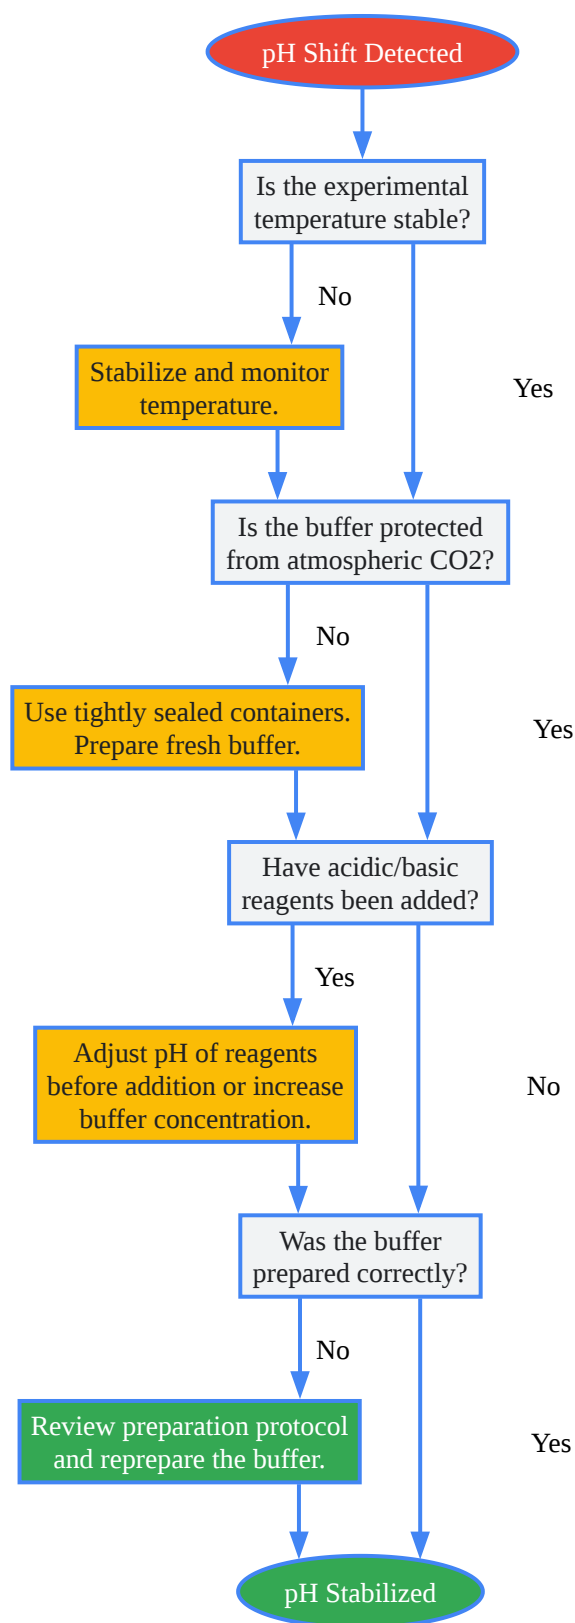 pH Shift Detected
Is the experimental
temperature stable?
No
Stabilize and monitor
temperature.
Yes
Is the buffer protected
from atmospheric CO2?
No
Use tightly sealed containers.
Prepare fresh buffer.
Yes
Have acidic/basic
reagents been added?
Yes
Adjust pH of reagents
before addition or increase
buffer concentration.
No
Was the buffer
prepared correctly?
No
Review preparation protocol
and reprepare the buffer.
Yes
pH Stabilized